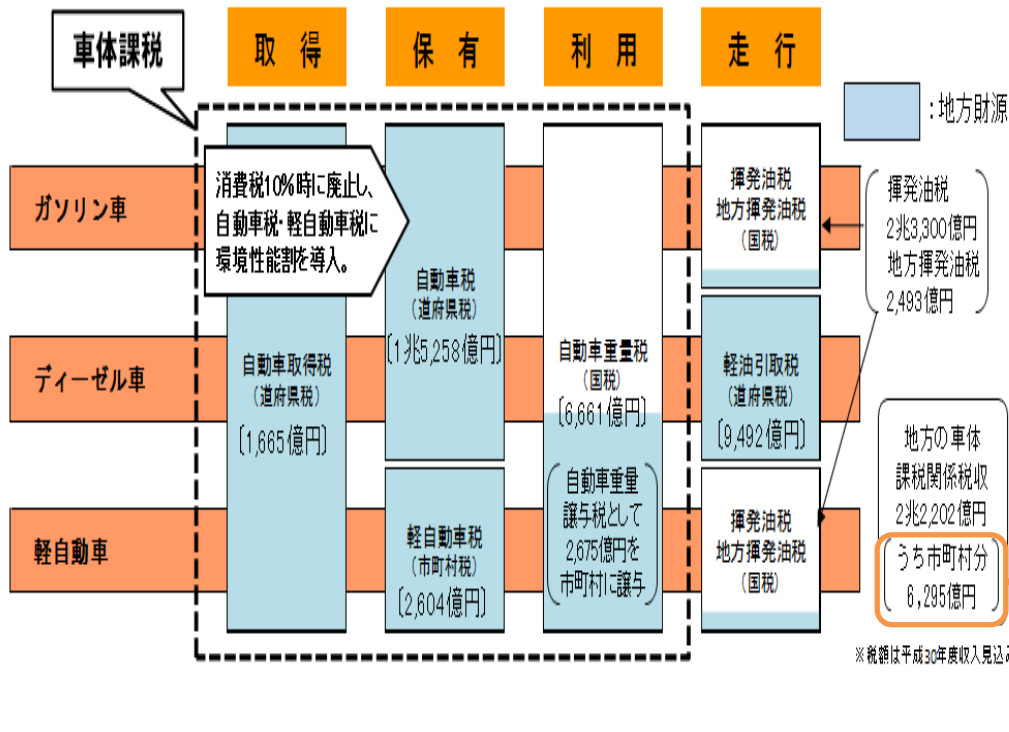 車体課税
取 得
保 有
利 用
走 行
：地方財源
ガソリン車
ディーゼル車
軽自動車
消費税10％時に廃止し、
自動車税・軽自動車税に
環境性能割を導入。
自動車取得税
（道府県税）
〔1,665億円〕
自動車税
（道府県税）
〔1兆5,258億円〕
軽自動車税
（市町村税）
〔2,604億円〕
自動車重量税
（国税）
〔6,661億円〕
自動車重量
譲与税として
2,675億円を
市町村に譲与
揮発油税
地方揮発油税
（国税）
軽油引取税
（道府県税）
〔9,492億円〕
揮発油税
地方揮発油税
（国税）
揮発油税
2兆3,300億円
地方揮発油税
2,493億円
地方の車体
課税関係税収
2兆2,202億円
うち市町村分
6,295億円
※税額は平成30年度収入見込